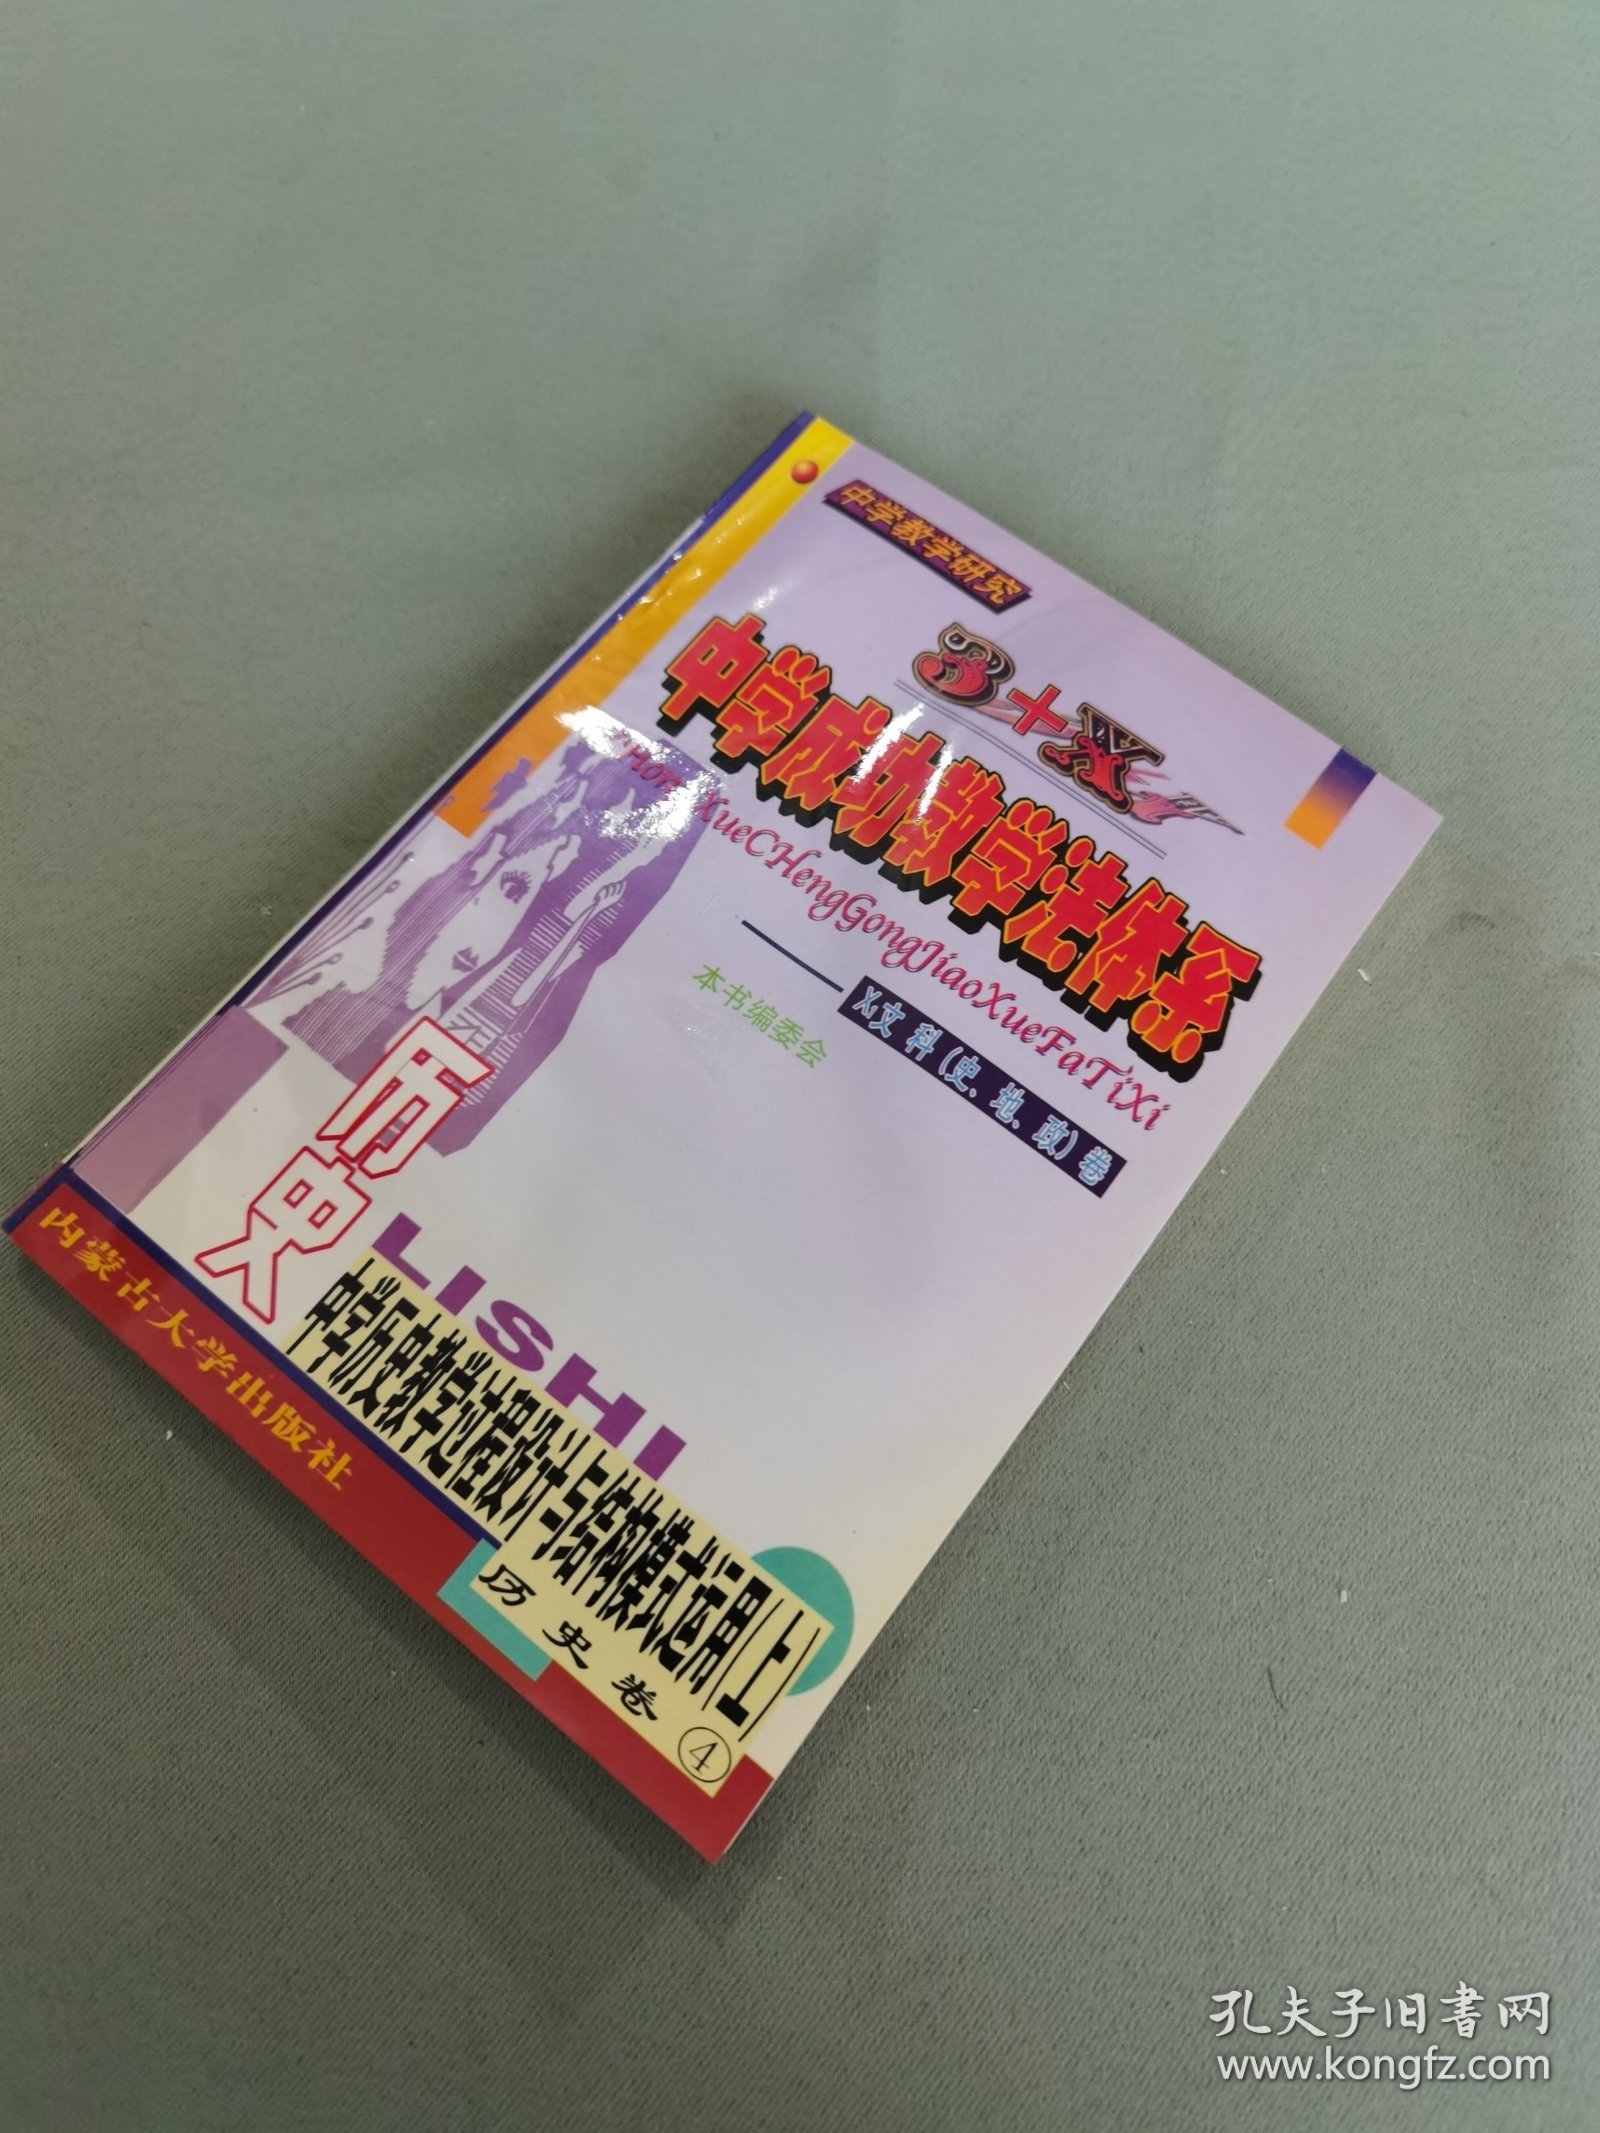 中学教学研究
3+X
中学成功教学法体系
XueCHengGongJiaoXueFaTiXi
X文科(史、地、政)卷
本书编委会
历史
LISHI
中学历史教学过程设计与结构模式运用(上)
历史卷④
内蒙古大学出版社
孔夫子旧书网
www.kongfz.com